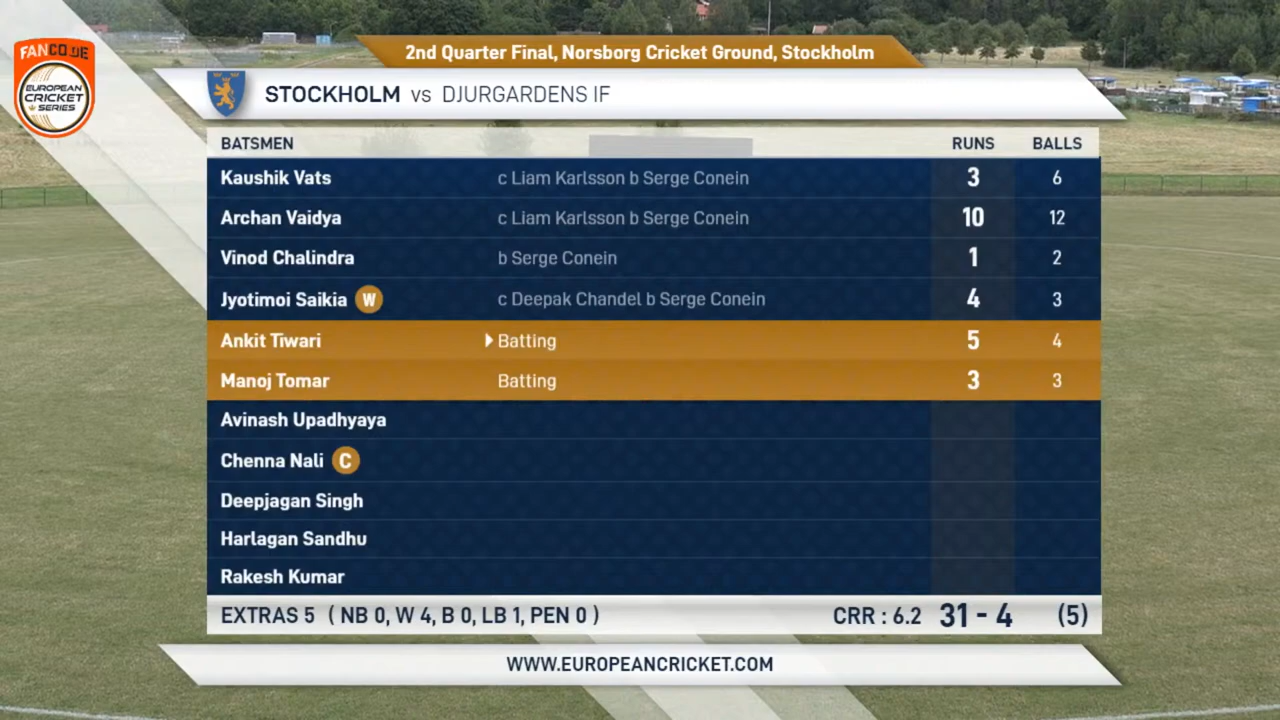 FANCODE
EUROPEAN
CRICKET
SERIES
2nd Quarter Final, Norsborg Cricket Ground, Stockholm
STOCKHOLM vs DJURGARDENS IF
BATSMEN RUNS BALLS
Kaushik Vats c Liam Karlsson b Serge Conein 3 6
Archan Vaidya c Liam Karlsson b Serge Conein 10 12
Vinod Chalindra b Serge Conein 1 2
Jyotimoi Saikia W c Deepak Chandel b Serge Conein 4 3
Ankit Tiwari Batting 5 4
Manoj Tomar Batting 3 3
Avinash Upadhyaya
Chenna Nali C
Deepjagan Singh
Harlagan Sandhu
Rakesh Kumar
EXTRAS 5 ( NB 0, W 4, B 0, LB 1, PEN 0 ) CRR : 6.2 31 - 4 (5)
WWW.EUROPEANCRICKET.COM